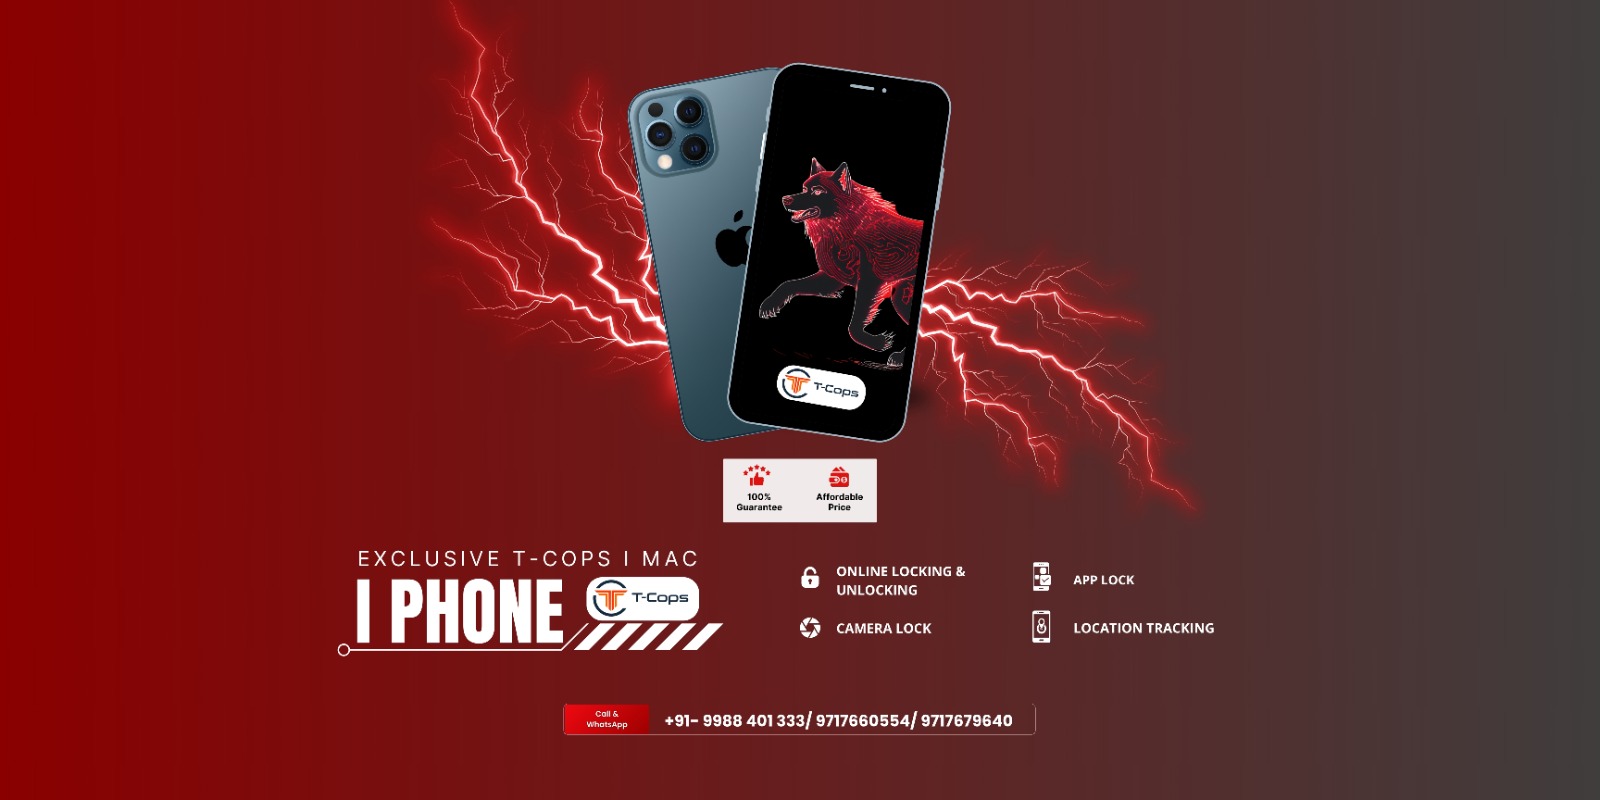 T-Cops
100%
Guarantee
Affordable
Price
EXCLUSIVE T-COPS I MAC
I PHONE
T-Cops
ONLINE LOCKING &
UNLOCKING
APP LOCK
CAMERA LOCK
LOCATION TRACKING
Call &
WhatsApp
+91- 9988 401 333/ 9717660554/ 9717679640